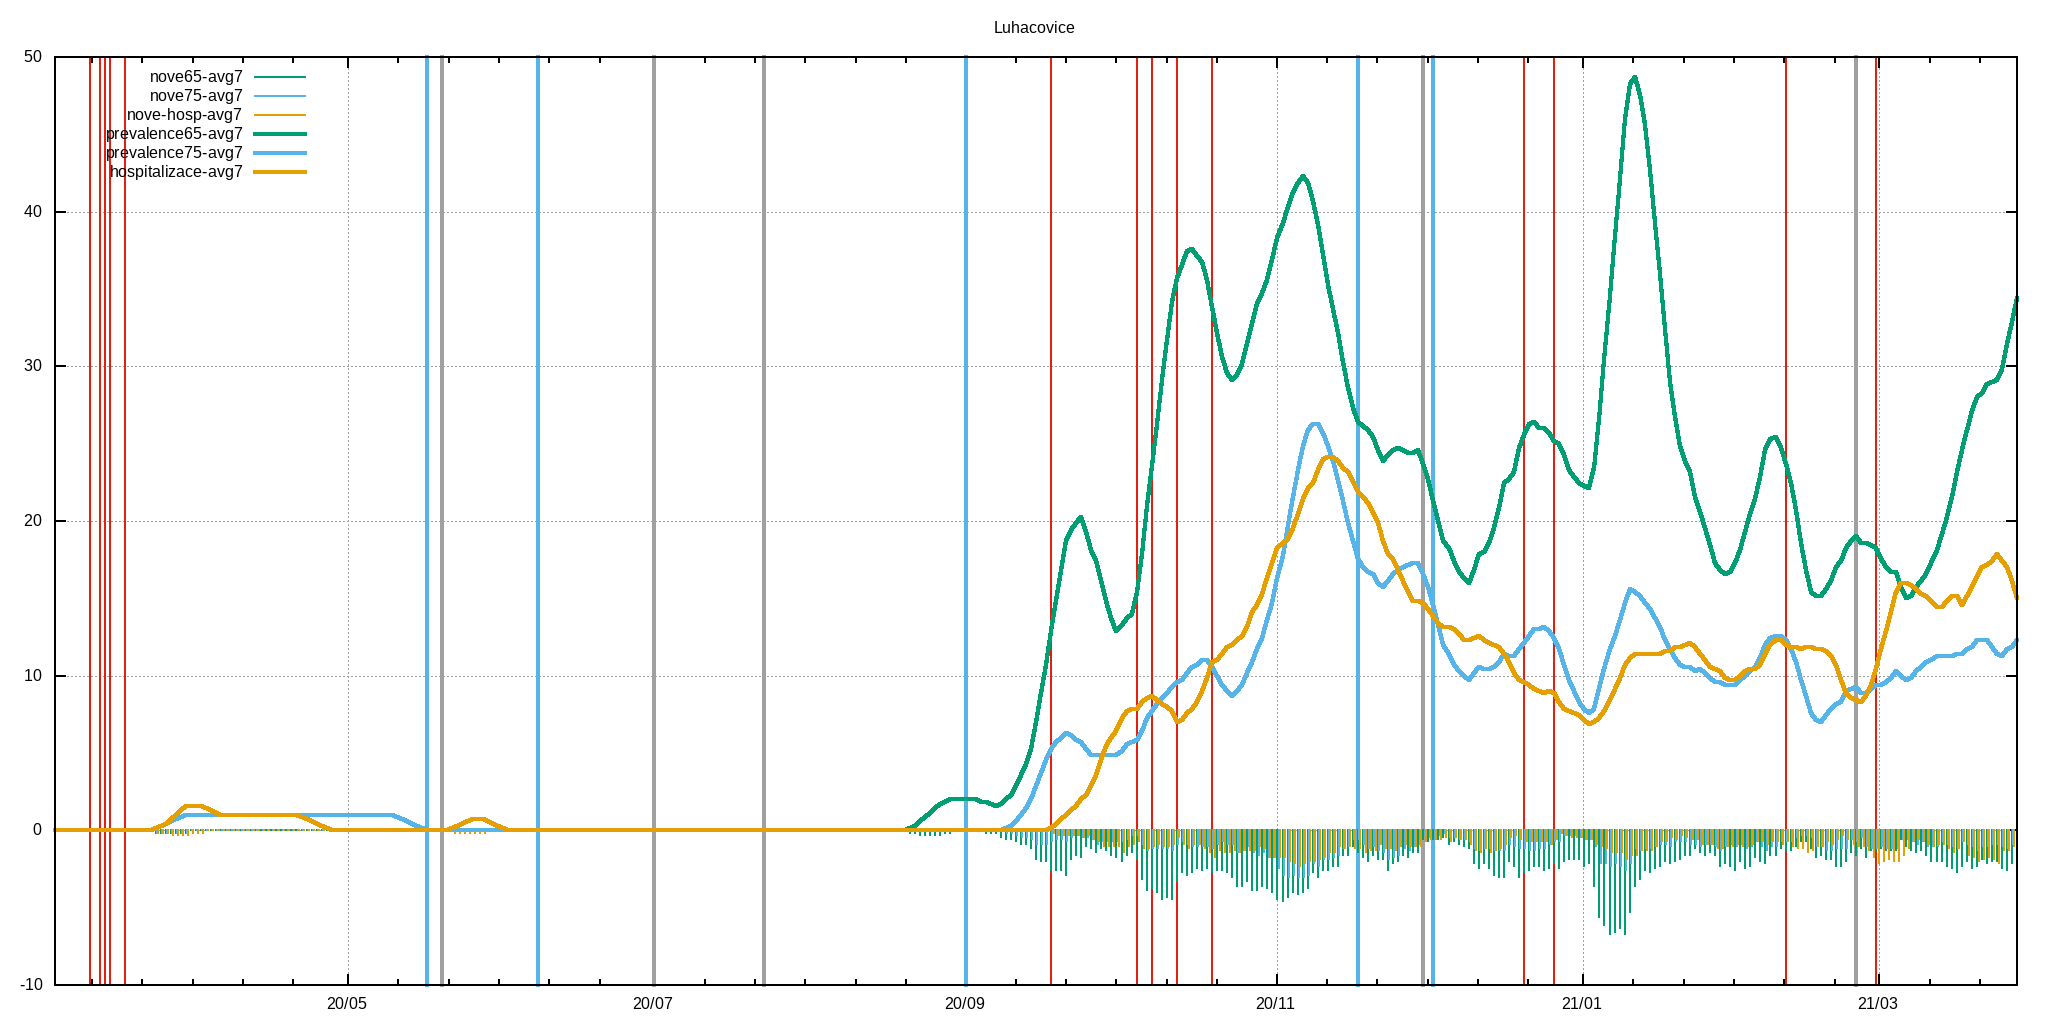 Luhacovice
50
nove65-avg7
nove75-avg7
nove-hosp-avg7
prevalence65-avg7
prevalence75-avg7
hospitalizace-avg7
40
30
20
10
0
-10
20/05 20/07 20/09 20/11 21/01 21/03